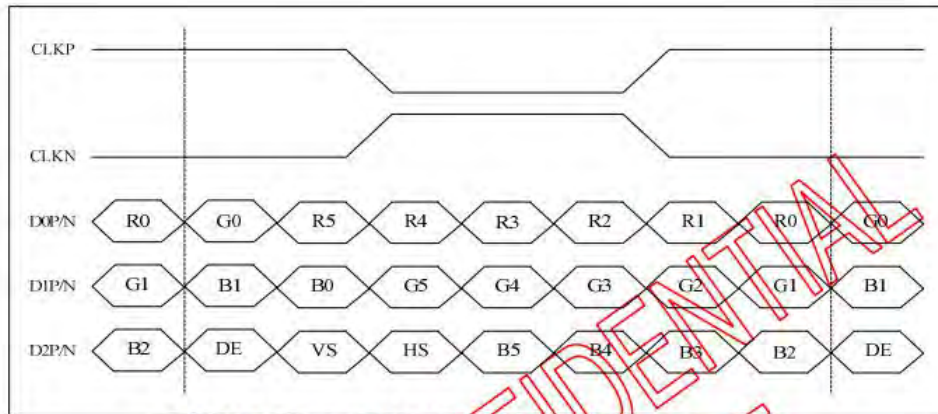 CLKP
CLKN
D0P/N R0 G0 R5 R4 R3 R2 R1 R0 G0
D1P/N G1 B1 B0 G5 G4 G3 G2 G1 B1
D2P/N B2 DE VS HS B5 B4 B3 B2 DE
FIDENTIAL